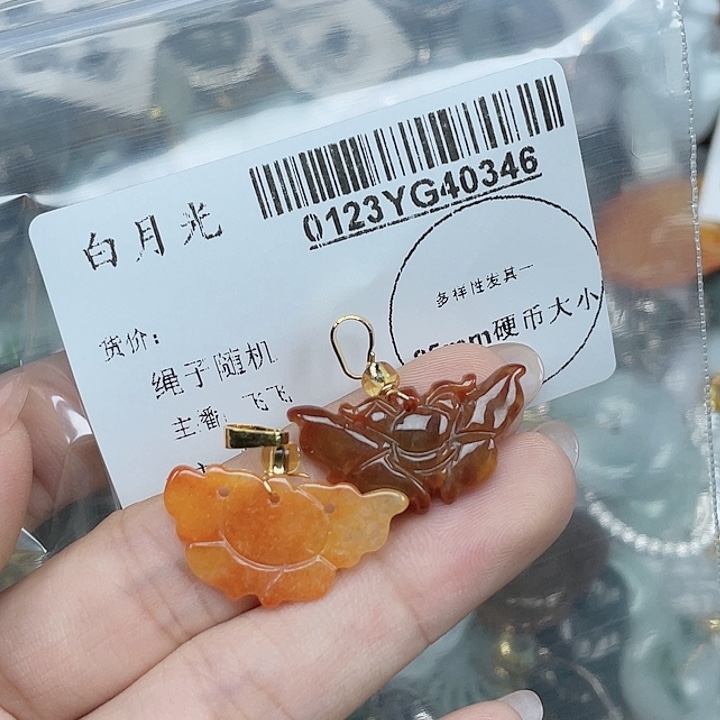 0123YG40346
白月光
多样性发其一
硬币大小
货价:
绳子随机
主播: 飞飞